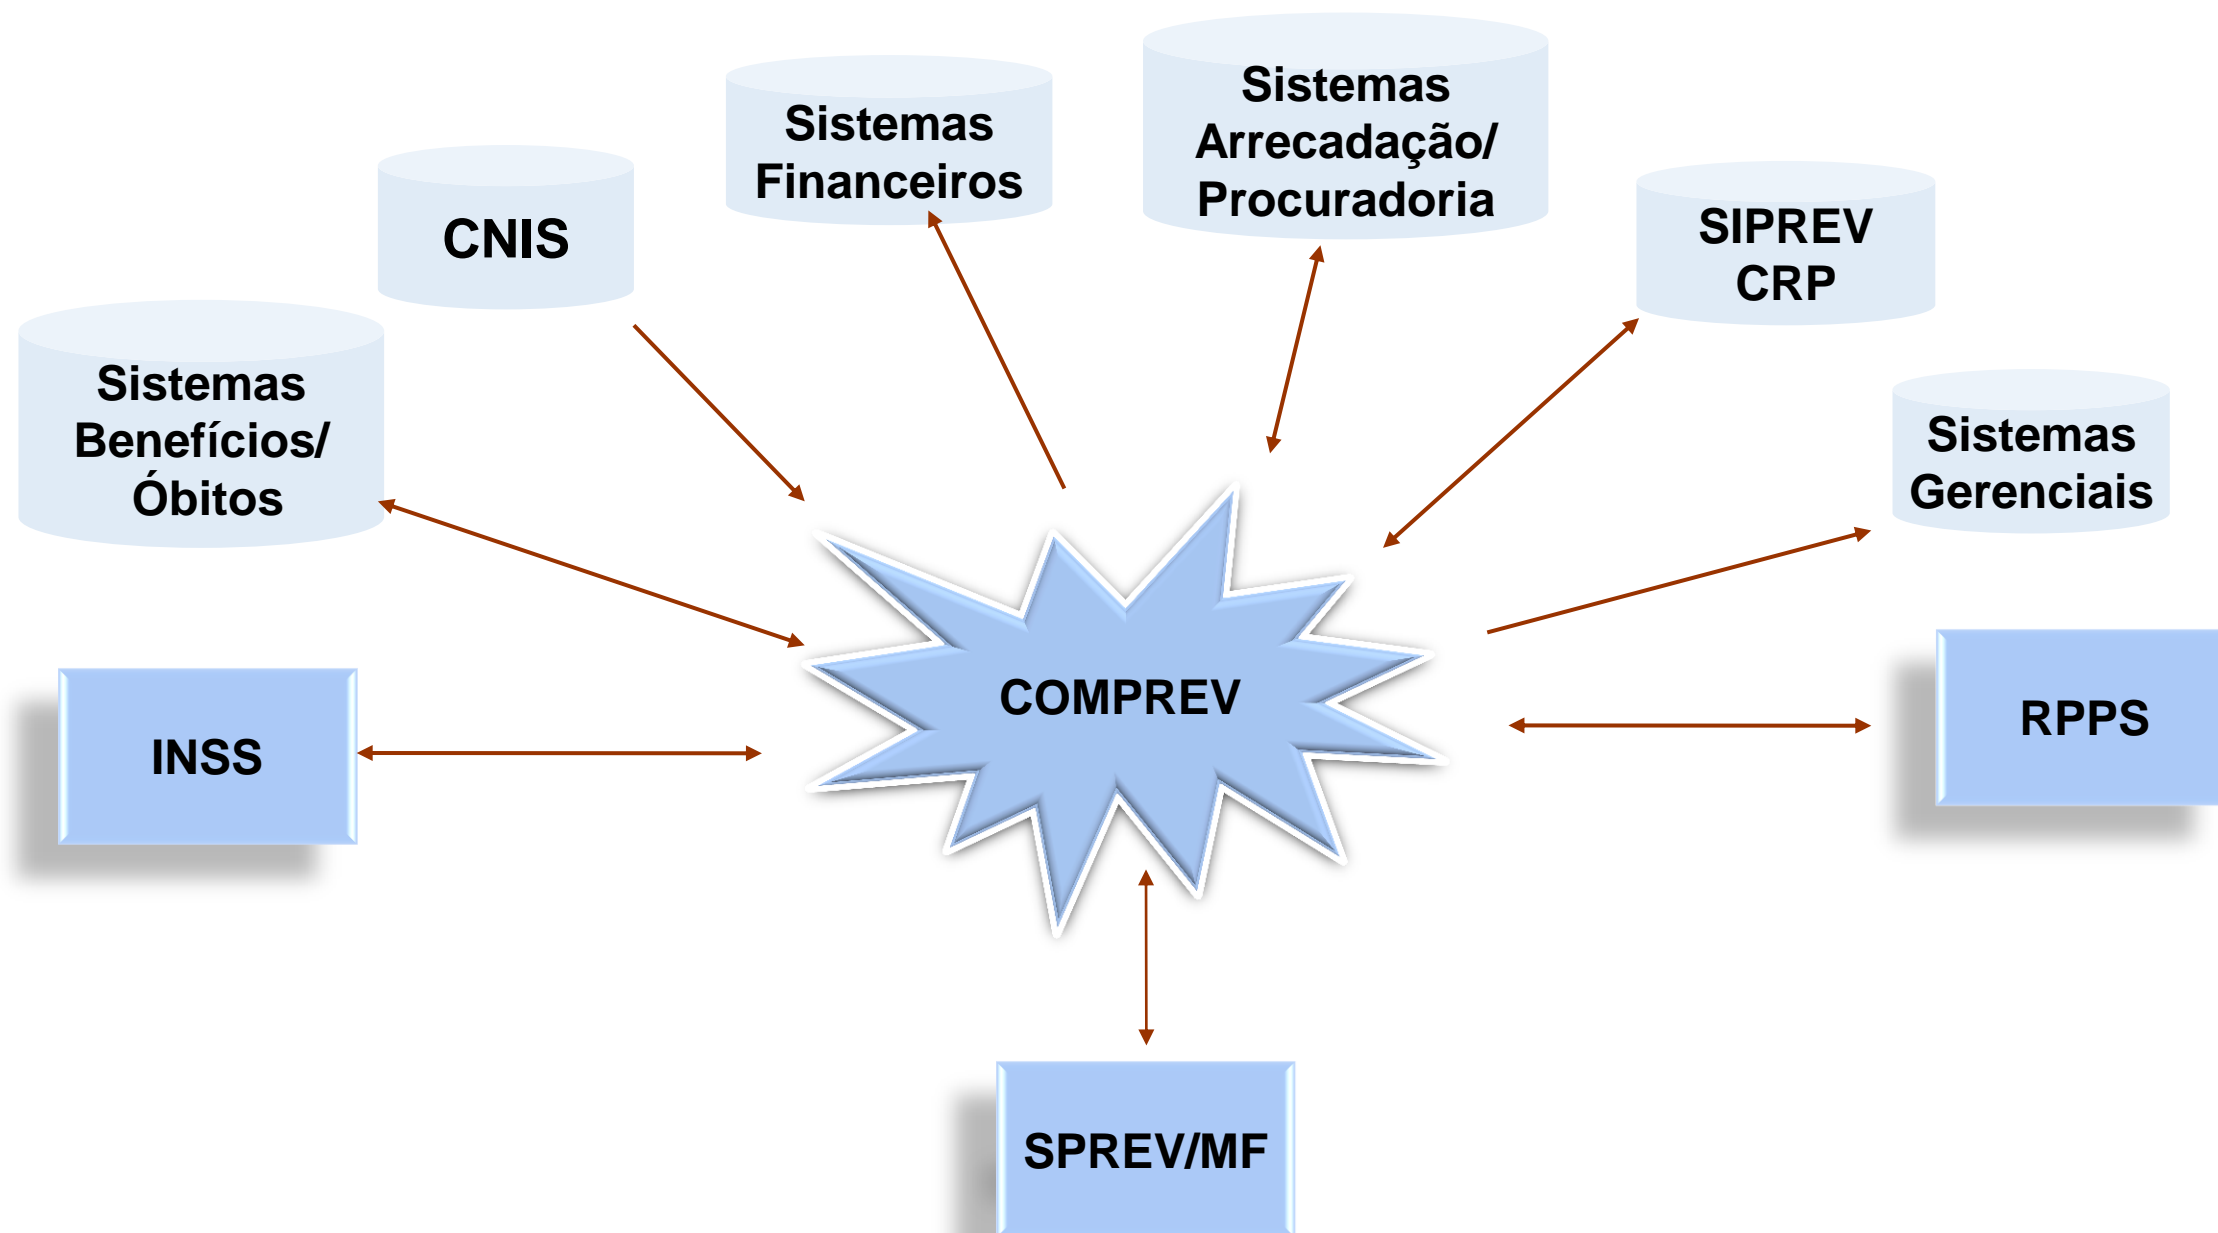 Sistemas
Arrecadação/
Procuradoria
Sistemas
Financeiros
CNIS
SIPREV
CRP
Sistemas
Benefícios/
Óbitos
Sistemas
Gerenciais
COMPREV
INSS
RPPS
SPREV/MF